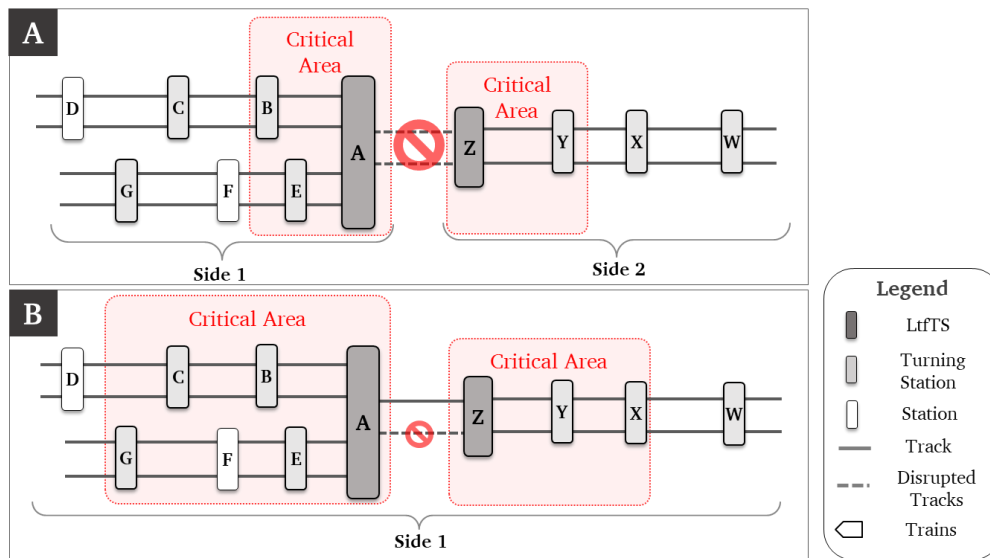 A
Critical
Area
Critical
Area
D
C
B
A
Z
Y
X
W
G
F
E
Side 1
Side 2
B
Critical Area
Critical Area
D
C
B
A
Z
Y
X
W
G
F
E
Side 1
Legend
LtfTS
Turning
Station
Station
Track
Disrupted
Tracks
Trains